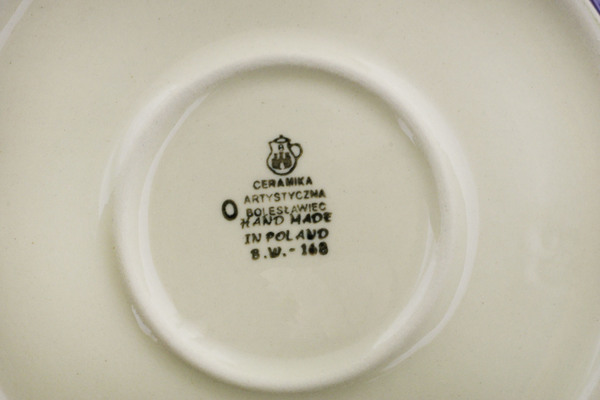 CERAMIKA
ARTYSTYCZNA
BOLESŁAWIEC
O
HAND MADE
IN POLAND
B.W.-168